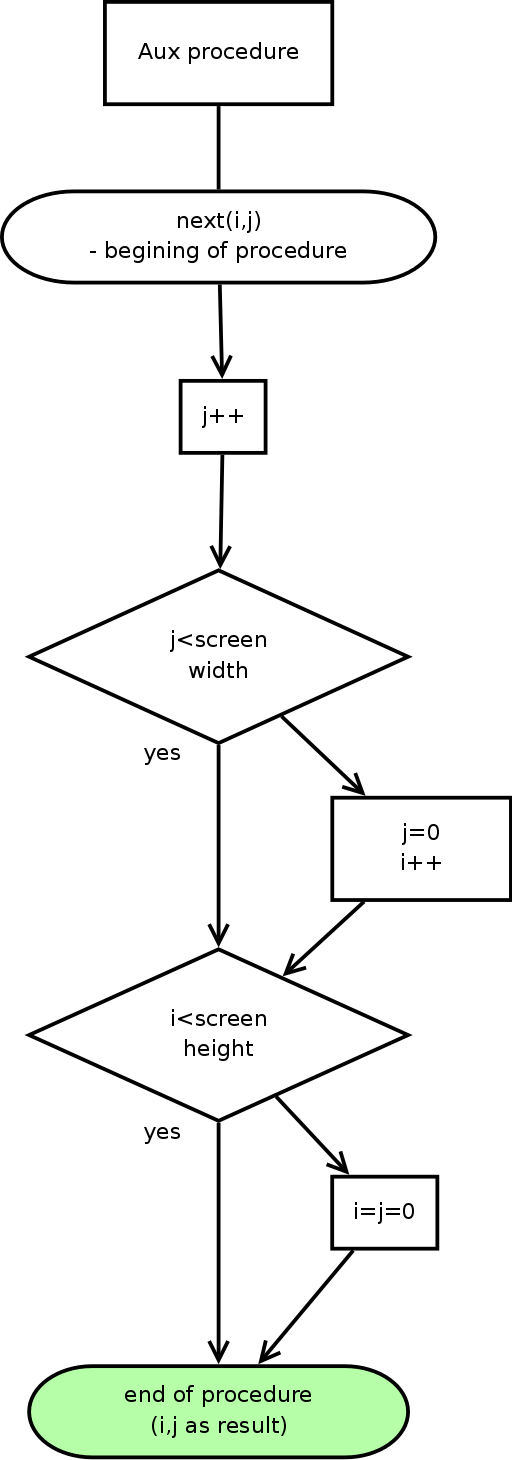 Aux procedure
next(i,j)
- begining of procedure
j++
j<screen
width
yes
j=0
i++
i<screen
height
yes
i=j=0
end of procedure
(i,j as result)